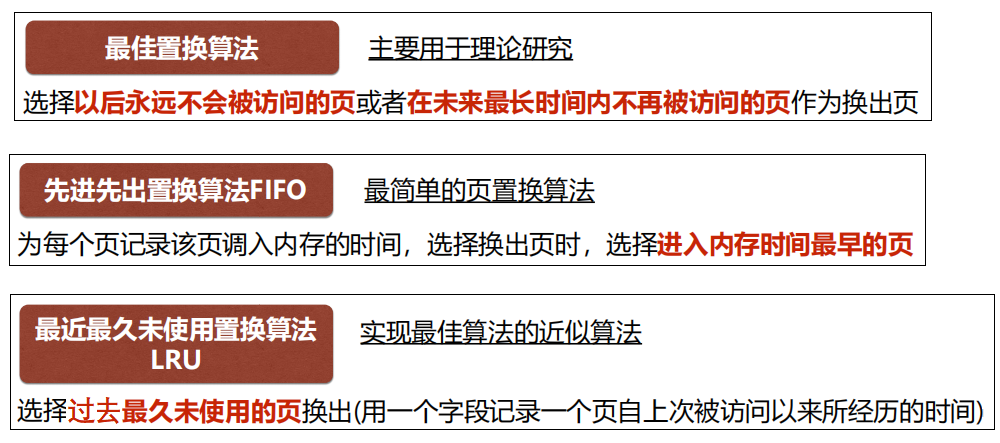 最佳置换算法
主要用于理论研究
选择以后永远不会被访问的页或者在未来最长时间内不再被访问的页作为换出页
先进先出置换算法FIFO
最简单的页置换算法
为每个页记录该页调入内存的时间，选择换出页时，选择进入内存时间最早的页
最近最久未使用置换算法
LRU
实现最佳算法的近似算法
选择过去最久未使用的页换出(用一个字段记录一个页自上次被访问以来所经历的时间)